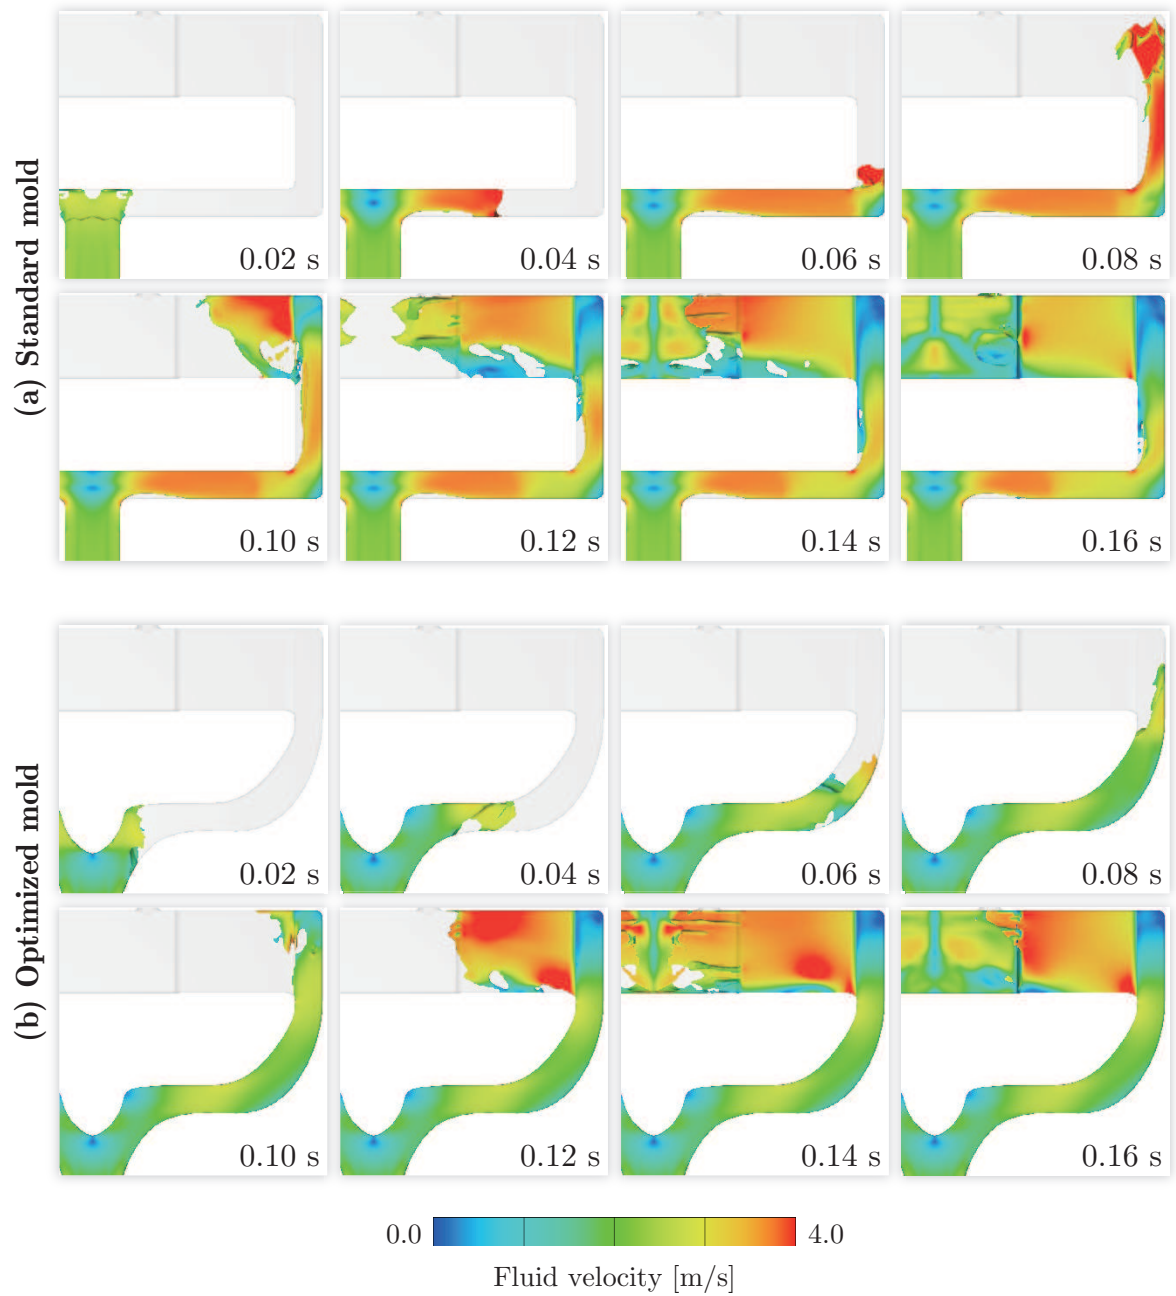 (a) Standard mold
0.02 s
0.04 s
0.06 s
0.08 s
0.10 s
0.12 s
0.14 s
0.16 s
(b) Optimized mold
0.02 s
0.04 s
0.06 s
0.08 s
0.10 s
0.12 s
0.14 s
0.16 s
0.0
4.0
Fluid velocity [m/s]